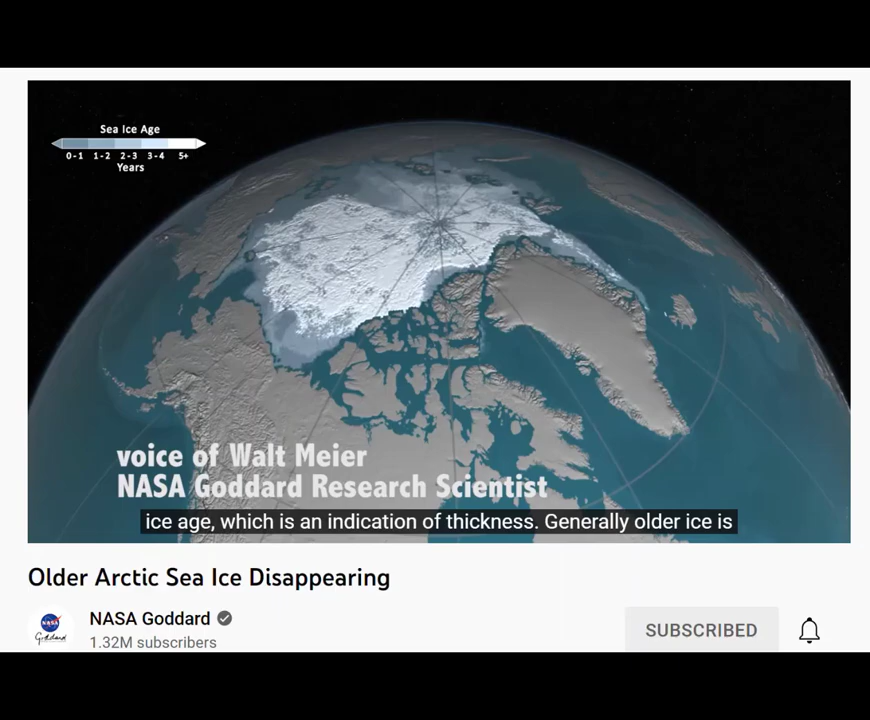 Sea Ice Age
0-1 1-2 2-3 3-4 5+
Years
voice of Walt Meier
NASA Goddard Research Scientist
ice age, which is an indication of thickness. Generally older ice is
Older Arctic Sea Ice Disappearing
NASA
Goddard
NASA Goddard
1.32M subscribers
SUBSCRIBED